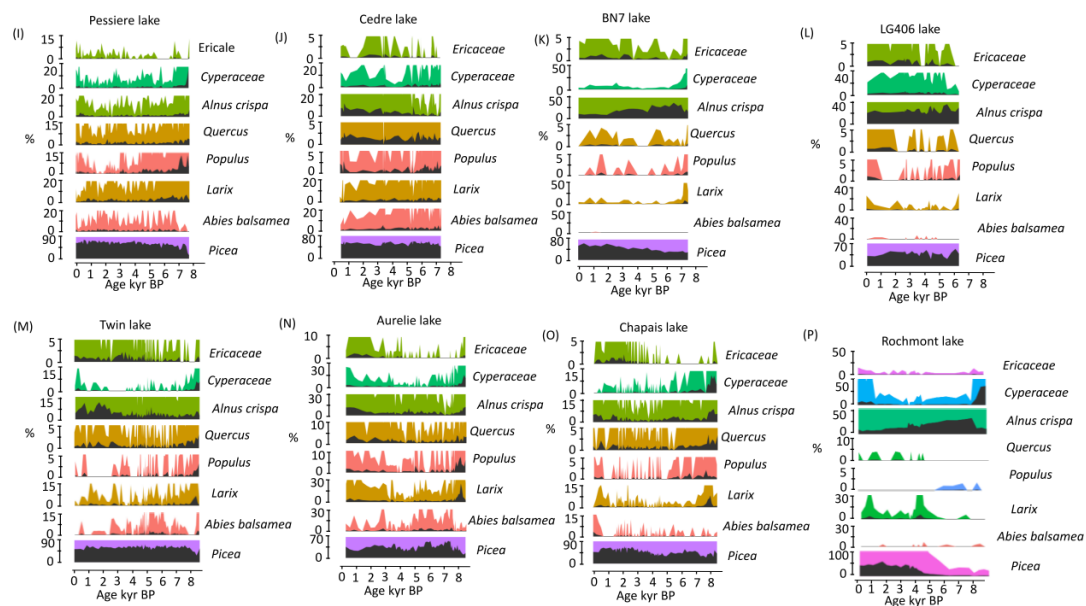 (I) Pessiere lake
15
0
Ericale
20
0
Cyperaceae
20
0
Alnus crispa
%
15
0
Quercus
15
0
Populus
20
0
Larix
20
0
Abies balsamea
90
0
Picea
0 1 2 3 4 5 6 7 8
Age kyr BP
(J) Cedre lake
5
0
Ericaceae
20
0
Cyperaceae
20
0
Alnus crispa
%
5
0
Quercus
5
0
Populus
20
0
Larix
20
0
Abies balsamea
80
0
Picea
0 1 2 3 4 5 6 7 8
Age kyr BP
(K) BN7 lake
5
0
Ericaceae
50
0
Cyperaceae
50
0
Alnus crispa
%
5
0
Quercus
5
0
Populus
50
0
Larix
50
0
Abies balsamea
80
0
Picea
0 1 2 3 4 5 6 7 8
Age kyr BP
(L) LG406 lake
5
0
Ericaceae
40
0
Cyperaceae
40
0
Alnus crispa
%
5
0
Quercus
5
0
Populus
40
0
Larix
40
0
Abies balsamea
70
0
Picea
0 1 2 3 4 5 6 7 8
Age kyr BP
(M) Twin lake
5
0
Ericaceae
15
0
Cyperaceae
15
0
Alnus crispa
%
5
0
Quercus
5
0
Populus
15
0
Larix
15
0
Abies balsamea
90
0
Picea
0 1 2 3 4 5 6 7 8
Age kyr BP
(N) Aurelie lake
10
0
Ericaceae
30
0
Cyperaceae
30
0
Alnus crispa
%
10
0
Quercus
10
0
Populus
30
0
Larix
30
0
Abies balsamea
70
0
Picea
0 1 2 3 4 5 6 7 8
Age kyr BP
(O) Chapais lake
5
0
Ericaceae
15
0
Cyperaceae
15
0
Alnus crispa
%
5
0
Quercus
5
0
Populus
15
0
Larix
15
0
Abies balsamea
90
0
Picea
0 1 2 3 4 5 6 7 8
Age kyr BP
(P) Rochmont lake
50
0
Ericaceae
50
0
Cyperaceae
50
0
Alnus crispa
%
10
0
Quercus
5
0
Populus
30
0
Larix
30
0
Abies balsamea
100
0
Picea
0 1 2 3 4 5 6 7 8
Age kyr BP